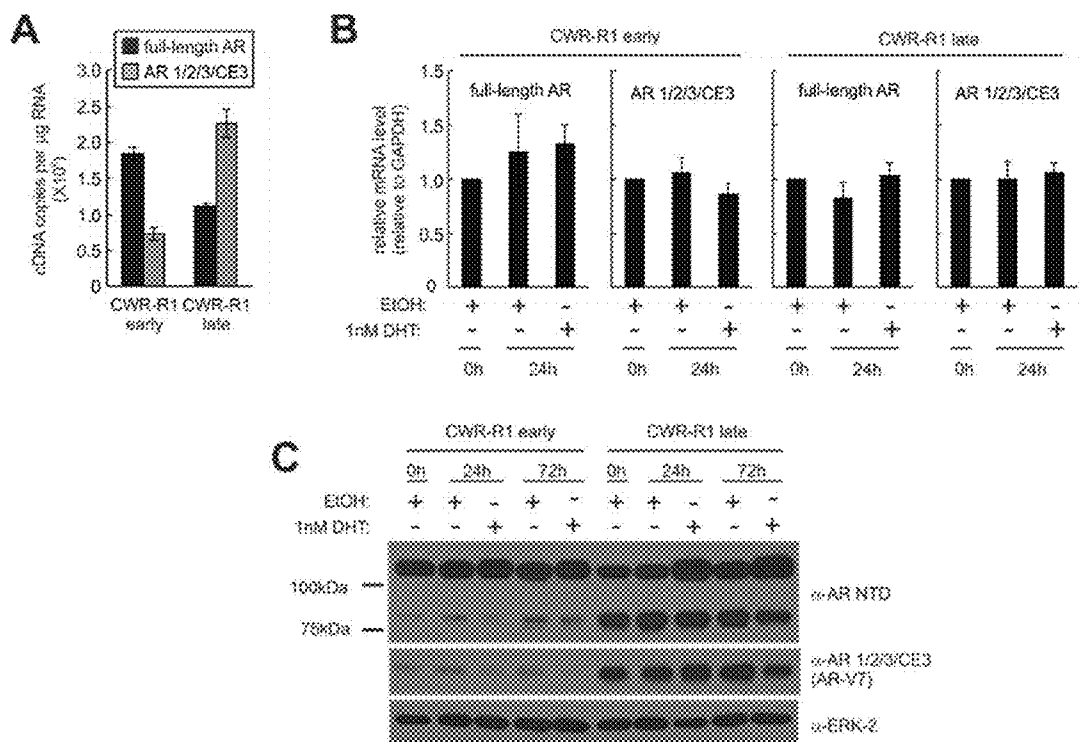 A
full-length AR
AR 1/2/3/CE3
cDNA copies per µg RNA
3.0
2.5
2.0
1.5
1.0
0.5
0
CWR-R1 early
CWR-R1 late
B
CWR-R1 early
CWR-R1 late
relative mRNA level
(relative to GAPDH)
1.5
1.5
1.0
0.5
0
full-length AR
AR 1/2/3/CE3
full-length AR
AR 1/2/3/CE3
EtOH: + + - + + - + + - + + -
1nM DHT: - - + - - + - - + - - +
0h 24h 0h 24h 0h 24h 0h 24h
C
CWR-R1 early
CWR-R1 late
0h 24h 72h 0h 24h 72h
EtOH: + + - + - + + - + -
1nM DHT: - - + - + - - + - +
100kDa
75kDa
α-AR NTD
α-AR 1/2/3/CE3
(AR-V7)
α-ERK-2